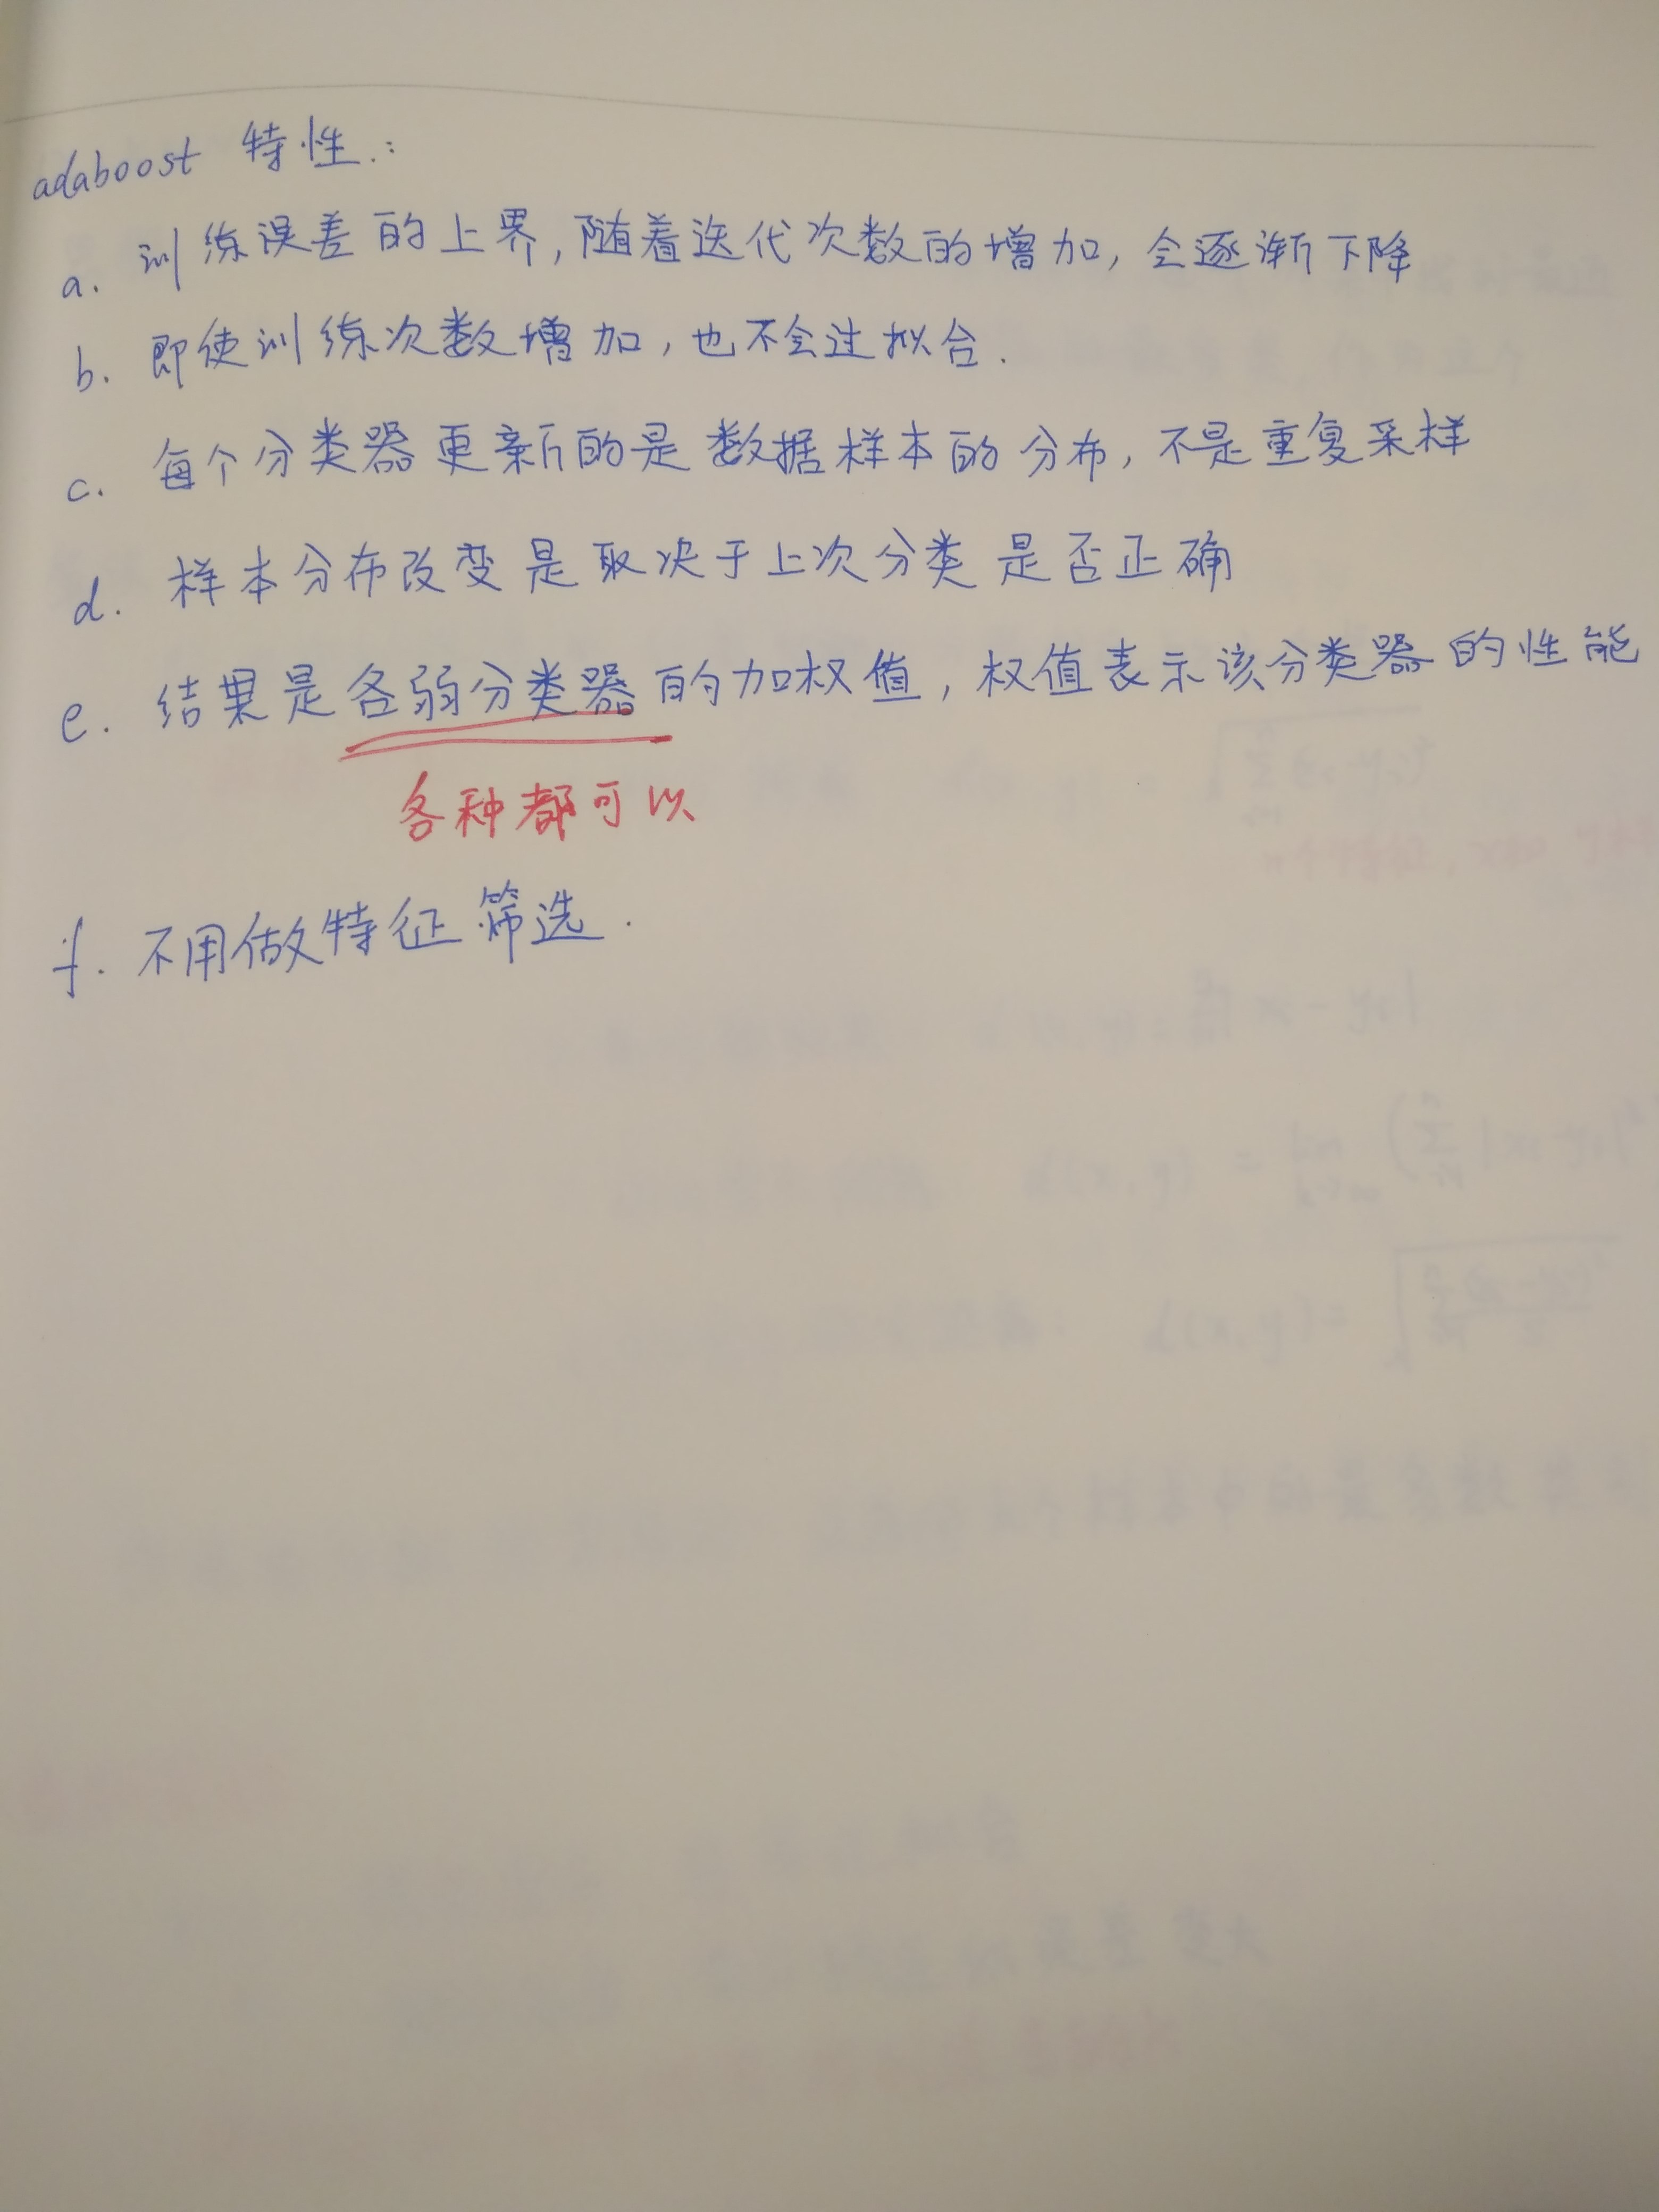 adaboost 特性.:
a. 训练误差的上界,随着迭代次数的增加,会逐渐下降
b. 即使训练次数增加,也不会过拟合.
c. 每个分类器更新的是数据样本的分布,不是重复采样
d. 样本分布改变是取决于上次分类是否正确
e. 结果是各弱分类器的加权值,权值表示该分类器的性能
各种都可以
f. 不用做特征筛选.